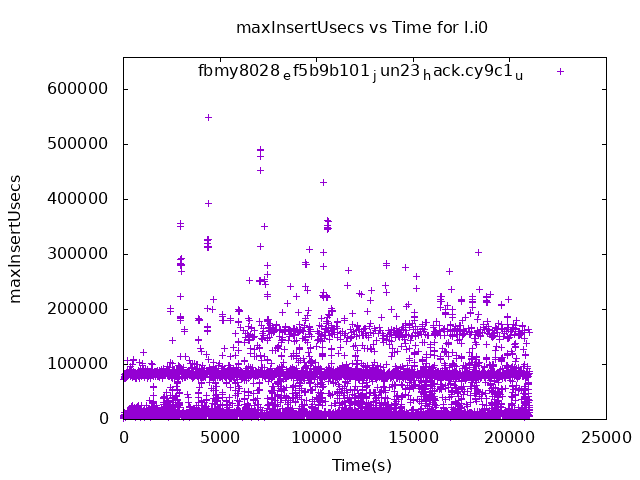 maxInsertUsecs vs Time for I.i0
fbmy8028_ef5b9b101_jun23_hack.cy9c1_u
600000
500000
400000
300000
200000
100000
0
maxInsertUsecs
0 5000 10000 15000 20000 25000
Time(s)